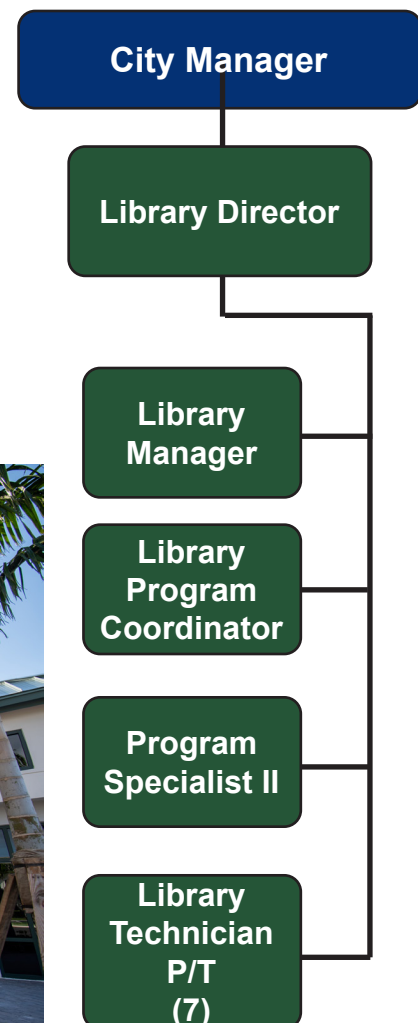 City Manager
Library Director
Library
Manager
Library
Program
Coordinator
Program
Specialist II
Library
Technician
P/T
(7)